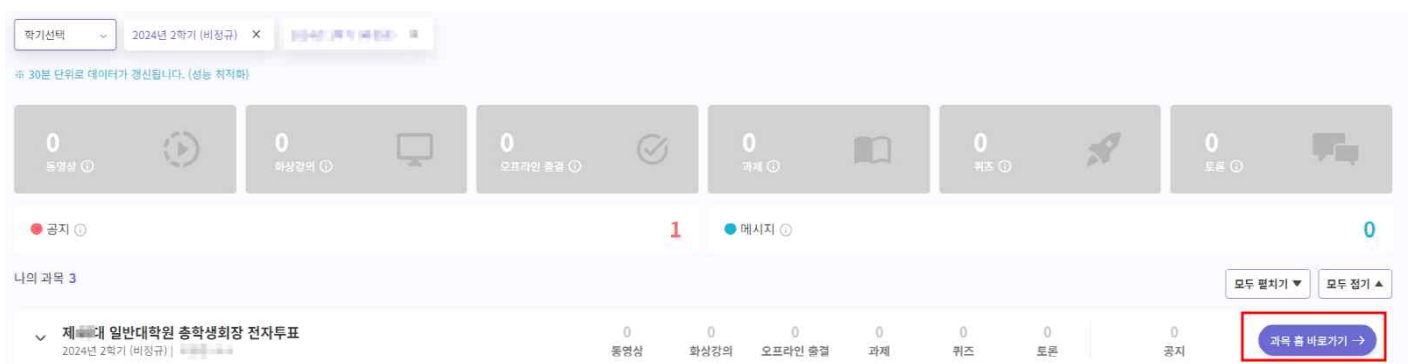 학기선택
2024년 2학기 (비정규) ×
※ 30분 단위로 데이터가 갱신됩니다. (성능 최적화)
0 0 0 0 0 0
동영상 화상강의 오프라인 출결 과제 퀴즈 토론
공지 1 메시지 0
나의 과목 3 모두 펼치기 ▼ 모두 접기 ▲
제 대 일반대학원 총학생회장 전자투표 0 0 0 0 0 0 0 과목 홈 바로가기 →
2024년 2학기 (비정규) | 동영상 화상강의 오프라인 출결 과제 퀴즈 토론 공지